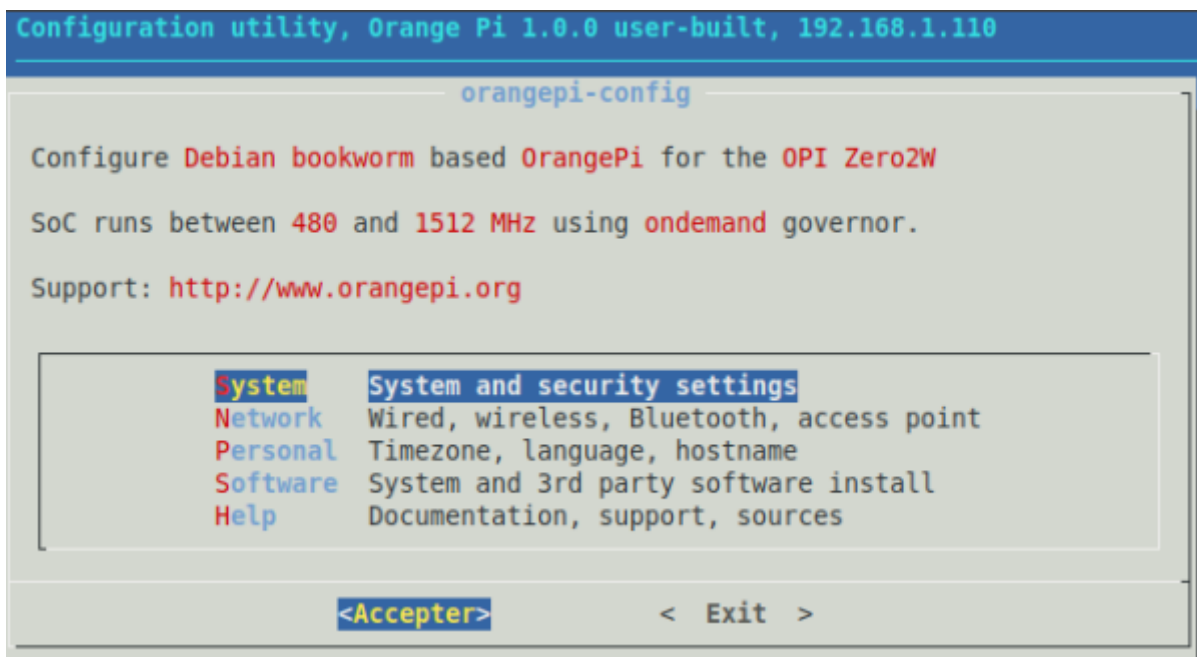 Configuration utility, Orange Pi 1.0.0 user-built, 192.168.1.110
orangepi-config
Configure Debian bookworm based OrangePi for the OPI Zero2W
SoC runs between 480 and 1512 MHz using ondemand governor.
Support: http://www.orangepi.org
System System and security settings
Network Wired, wireless, Bluetooth, access point
Personal Timezone, language, hostname
Software System and 3rd party software install
Help Documentation, support, sources
<Accepter> < Exit >